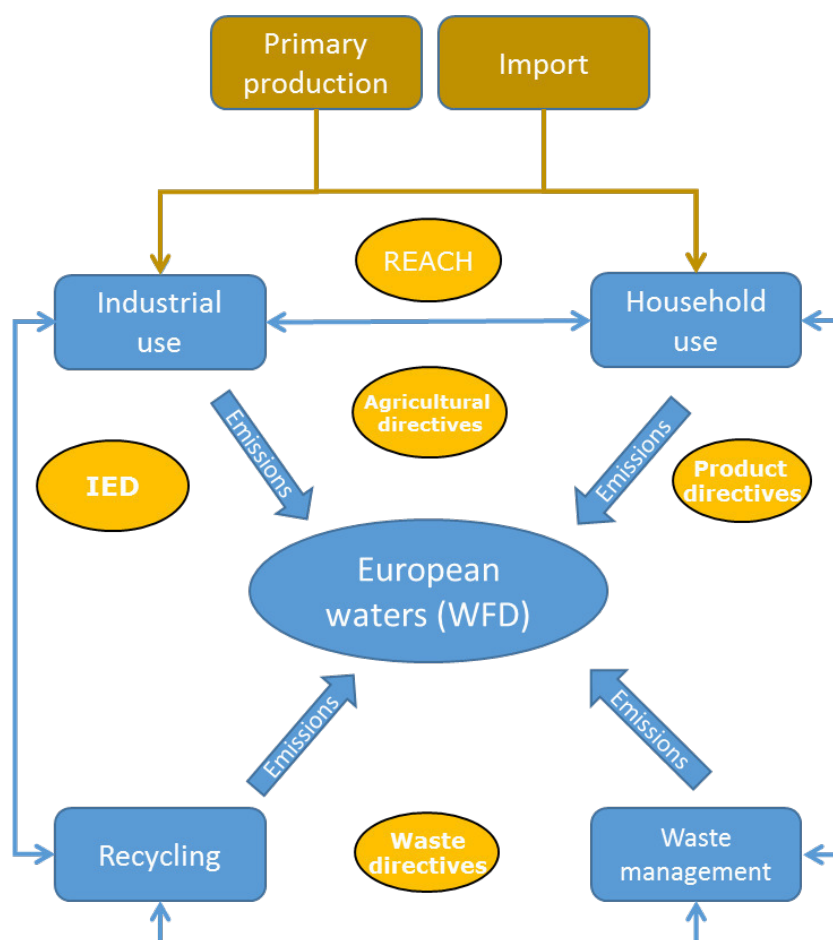 Primary
production
Import
REACH
Industrial
use
Household
use
Agricultural
directives
Emissions
Emissions
IED
Product
directives
European
waters (WFD)
Emissions
Emissions
Recycling
Waste
directives
Waste
management